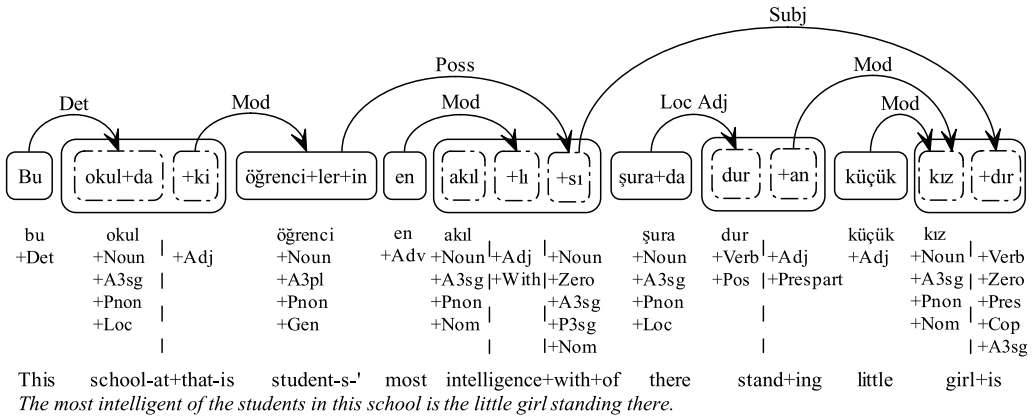 Subj
Poss Mod
Det Mod Mod Loc Adj Mod
Bu okul+da +ki öğrenci+ler+in en akıl +lı +sı şura+da dur +an küçük kız +dır
bu okul öğrenci en akıl şura dur küçük kız
+Det +Noun +Adj +Noun +Adv +Noun +Adj +Noun +Noun +Verb +Adj +Adj +Noun +Verb
+A3sg +A3pl +A3sg +With +Zero +A3sg +Pos +Prespart +A3sg +Zero
+Pnon +Pnon +Pnon +A3sg +Pnon +Pnon +Pres
+Loc +Gen +Nom +P3sg +Loc +Nom +Cop
+Nom +A3sg
This school-at+that-is student-s-' most intelligence+with+of there stand+ing little girl+is
The most intelligent of the students in this school is the little girl standing there.